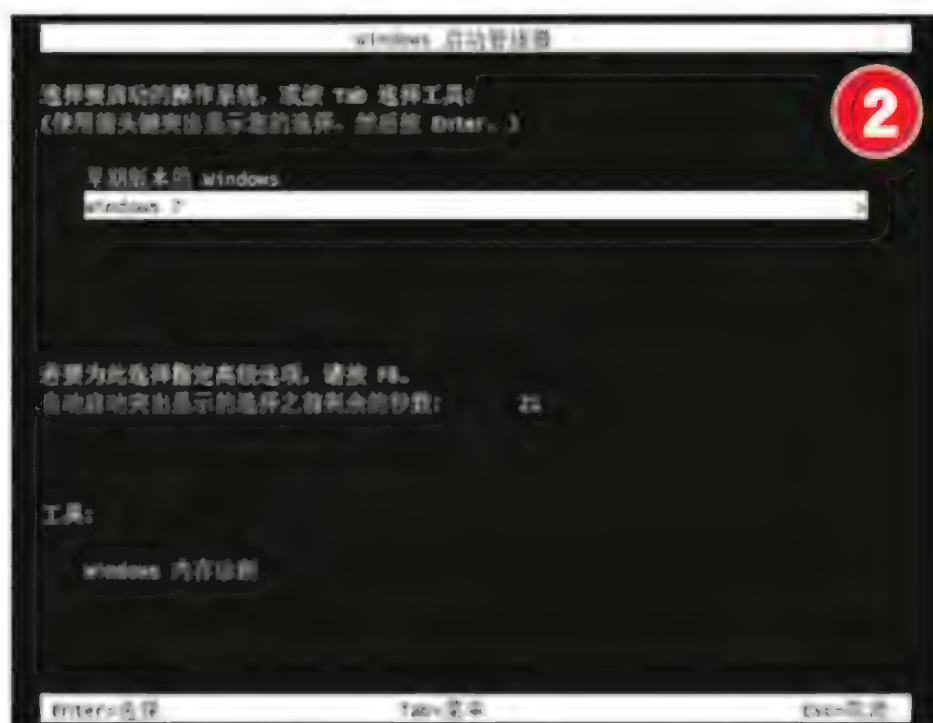 Windows 启动管理器
选择要启动的操作系统，或按 Tab 选择工具:
(使用箭头键突出显示您的选择，然后按 Enter。)
2
早期版本的 Windows
Windows 7 >
若要为此选择指定高级选项，请按 F8。
自动启动突出显示的选择之前剩余的秒数:
工具:
Windows 内存诊断
Enter=选择 Tab=菜单 Esc=取消